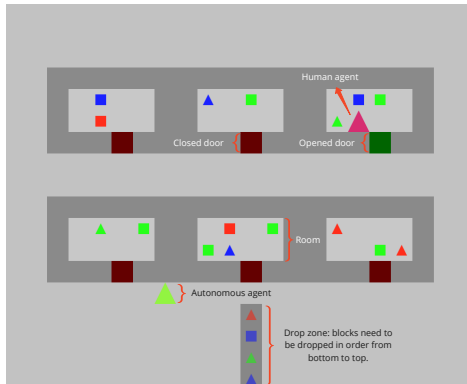 Human agent
Closed door
Opened door
Room
Autonomous agent
Drop zone: blocks need to
be dropped in order from
bottom to top.